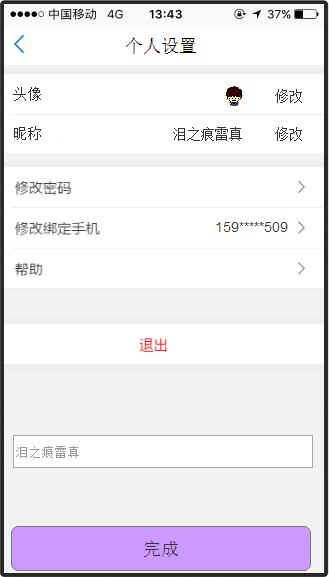 中国移动 4G 13:43 37%
个人设置
头像 修改
昵称 泪之痕雷真 修改
修改密码
修改绑定手机 159*****509
帮助
退出
泪之痕雷真
完成